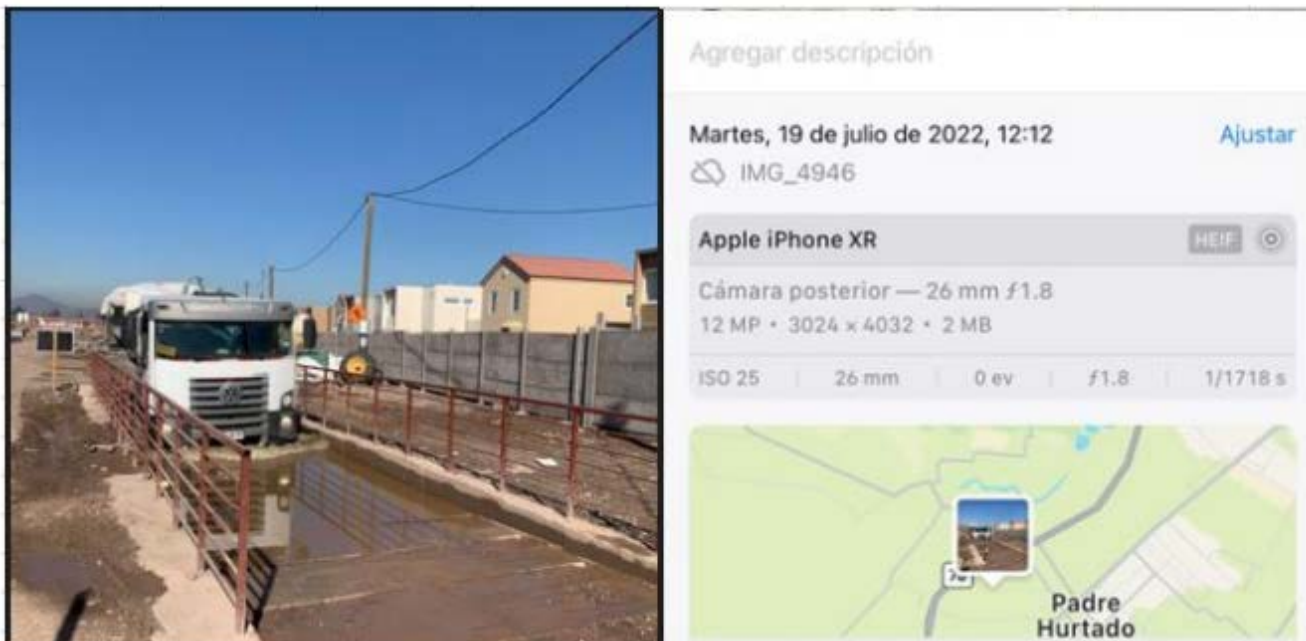 Agregar descripción
Martes, 19 de julio de 2022, 12:12
Ajustar
IMG_4946
Apple iPhone XR
HEIF
Cámara posterior — 26 mm ƒ1.8
12 MP • 3024 × 4032 • 2 MB
ISO 25 26 mm 0 ev ƒ1.8 1/1718 s
Padre
Hurtado